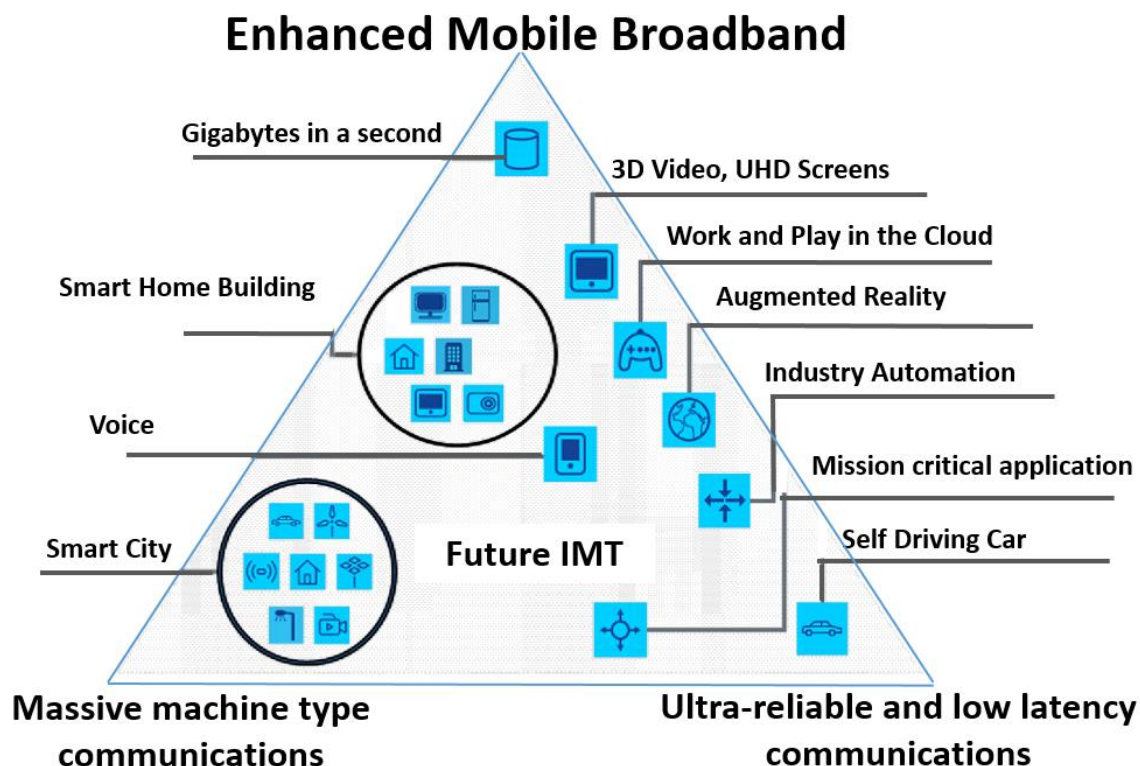 Enhanced Mobile Broadband
Gigabytes in a second
3D Video, UHD Screens
Work and Play in the Cloud
Smart Home Building
Augmented Reality
Industry Automation
Voice
Mission critical application
Smart City
Future IMT
Self Driving Car
Massive machine type
communications
Ultra-reliable and low latency
communications